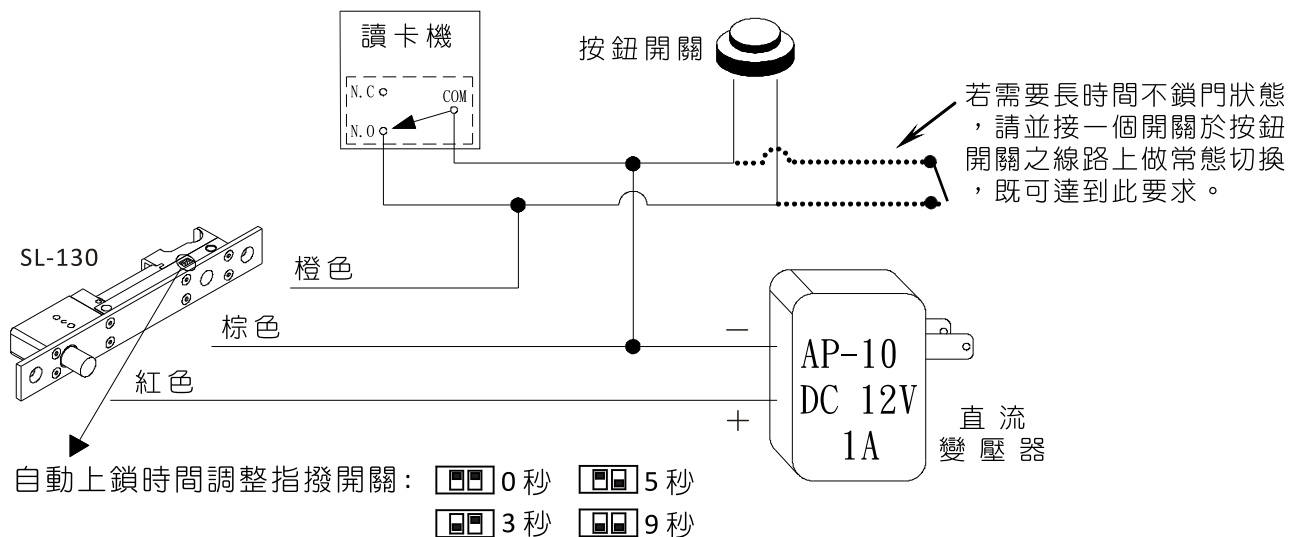 讀卡機
N.C
COM
N.O
按鈕開關
若需要長時間不鎖門狀態
,請並接一個開關於按鈕
開關之線路上做常態切換
,既可達到此要求。
SL-130
橙色
棕色
紅色
－
＋
AP-10
DC 12V
1A
直流
變壓器
自動上鎖時間調整指撥開關: 0秒 5秒
3秒 9秒